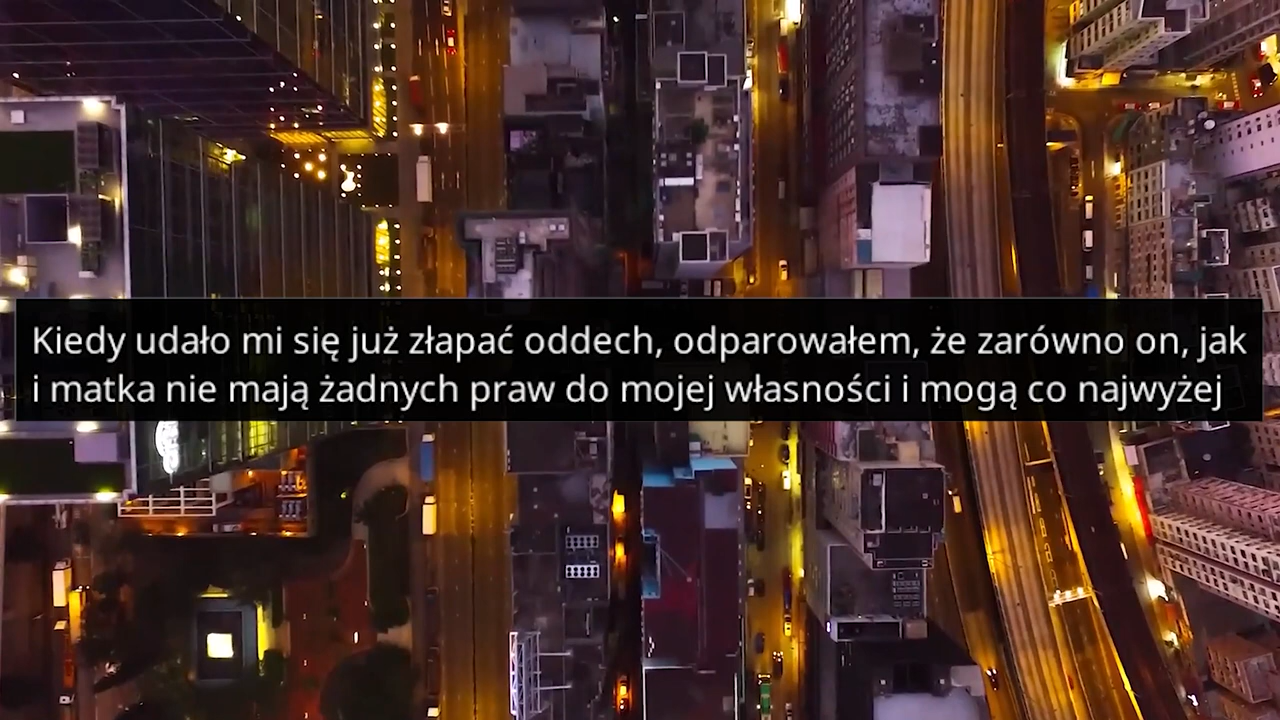 Kiedy udało mi się już złapać oddech, odparowałem, że zarówno on, jak
i matka nie mają żadnych praw do mojej własności i mogą co najwyżej